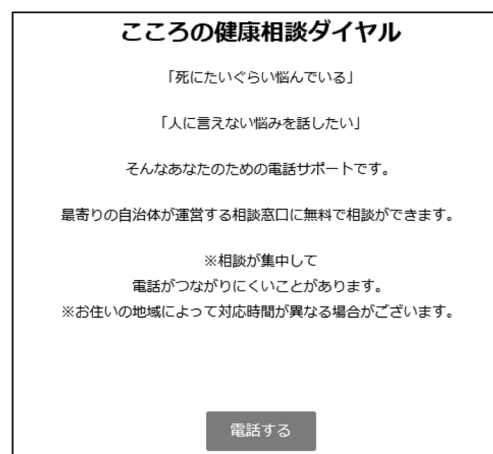 こころの健康相談ダイヤル
「死にたいぐらい悩んでいる」
「人に言えない悩みを話したい」
そんなあなたのための電話サポートです。
最寄りの自治体が運営する相談窓口に無料で相談ができます。
※相談が集中して
電話がつながりにくいことがあります。
※お住いの地域によって対応時間が異なる場合がございます。
電話する